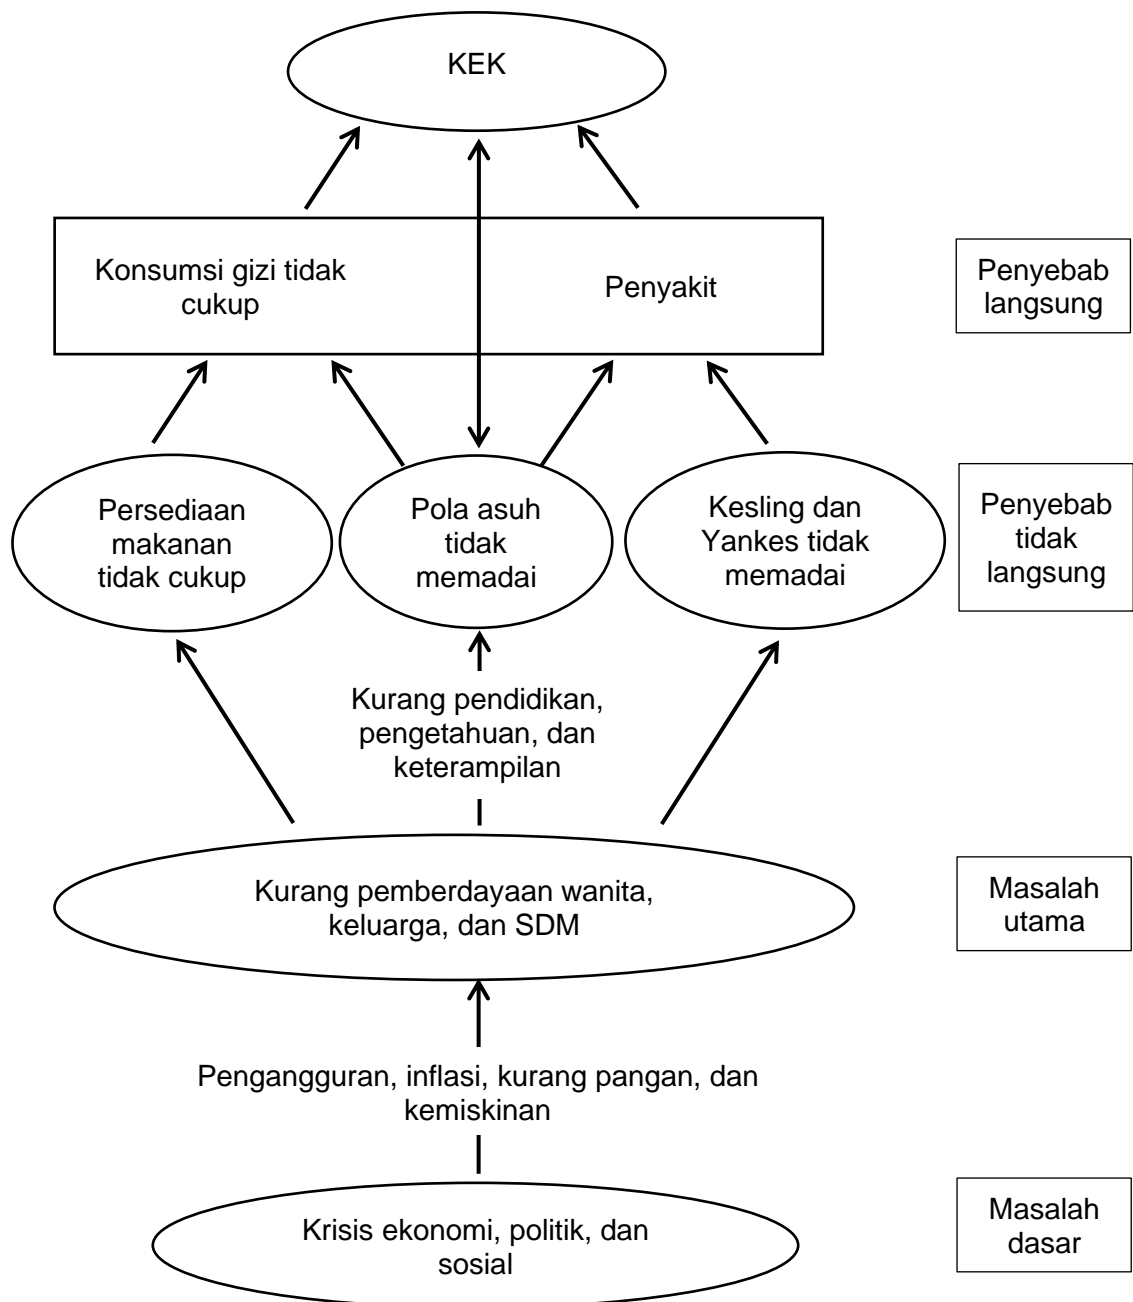 KEK
Konsumsi gizi tidak
cukup
Penyakit
Penyebab
langsung
Persediaan
makanan
tidak cukup
Pola asuh
tidak
memadai
Kesling dan
Yankes tidak
memadai
Penyebab
tidak
langsung
Kurang pendidikan,
pengetahuan, dan
keterampilan
Kurang pemberdayaan wanita,
keluarga, dan SDM
Masalah
utama
Pengangguran, inflasi, kurang pangan, dan
kemiskinan
Krisis ekonomi, politik, dan
sosial
Masalah
dasar